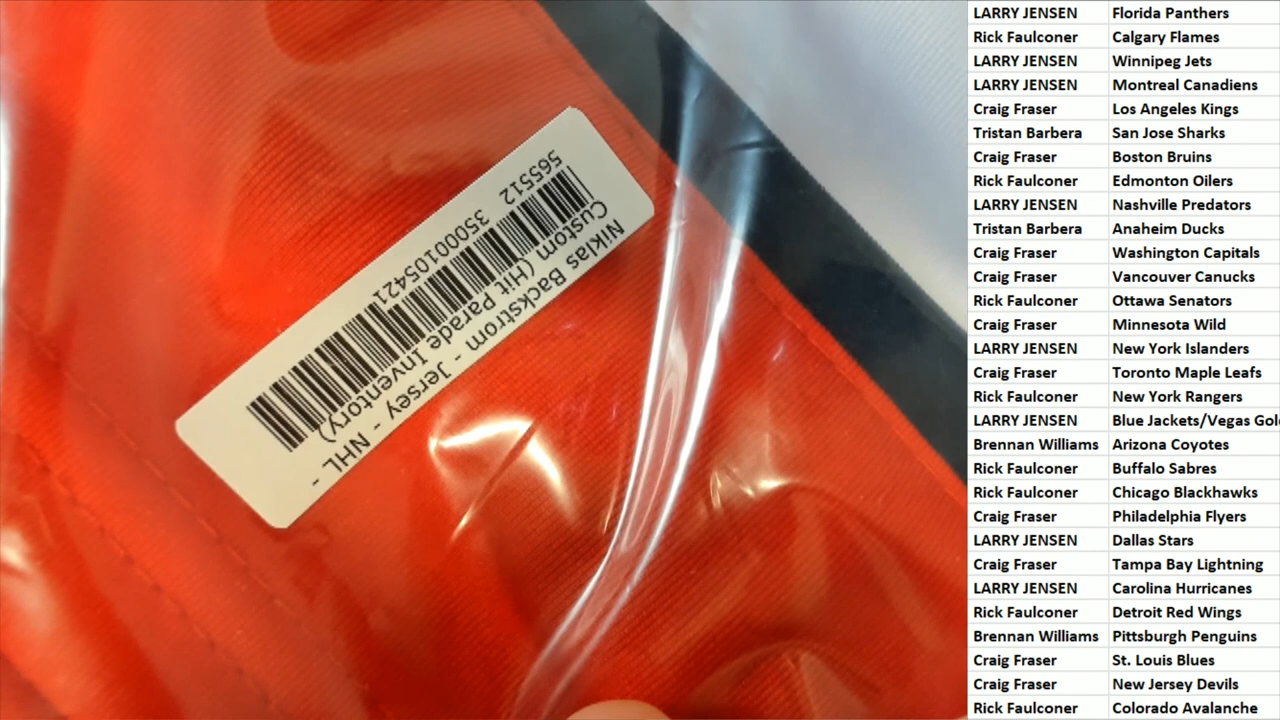 565512 350001105421
Niklas Backstrom - Jersey - NHL -
Custom (Hit Parade Inventory)
LARRY JENSEN Florida Panthers
Rick Faulconer Calgary Flames
LARRY JENSEN Winnipeg Jets
LARRY JENSEN Montreal Canadiens
Craig Fraser Los Angeles Kings
Tristan Barbera San Jose Sharks
Craig Fraser Boston Bruins
Rick Faulconer Edmonton Oilers
LARRY JENSEN Nashville Predators
Tristan Barbera Anaheim Ducks
Craig Fraser Washington Capitals
Craig Fraser Vancouver Canucks
Rick Faulconer Ottawa Senators
Craig Fraser Minnesota Wild
LARRY JENSEN New York Islanders
Craig Fraser Toronto Maple Leafs
Rick Faulconer New York Rangers
LARRY JENSEN Blue Jackets/Vegas Gol
Brennan Williams Arizona Coyotes
Rick Faulconer Buffalo Sabres
Rick Faulconer Chicago Blackhawks
Craig Fraser Philadelphia Flyers
LARRY JENSEN Dallas Stars
Craig Fraser Tampa Bay Lightning
LARRY JENSEN Carolina Hurricanes
Rick Faulconer Detroit Red Wings
Brennan Williams Pittsburgh Penguins
Craig Fraser St. Louis Blues
Craig Fraser New Jersey Devils
Rick Faulconer Colorado Avalanche